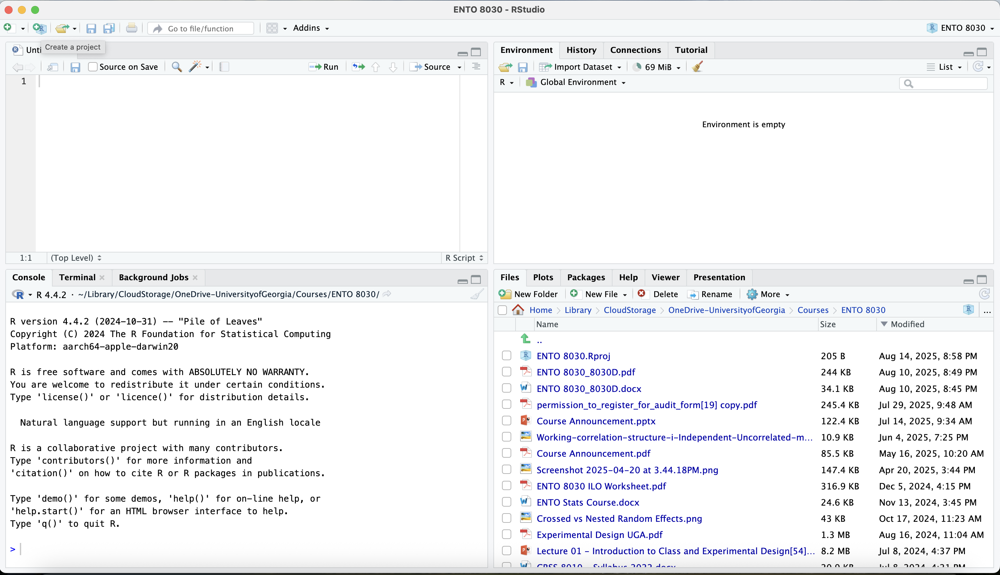 ENTO 8030 - RStudio
Go to file/function
Addins
ENTO 8030
Unti
Create a project
Source on Save
Run
Source
1
1:1
(Top Level)
R Script
Environment
History
Connections
Tutorial
Import Dataset
69 MiB
List
R
Global Environment
Environment is empty
Console
Terminal
Background Jobs
R 4.4.2 · ~/Library/CloudStorage/OneDrive-UniversityofGeorgia/Courses/ENTO 8030/
R version 4.4.2 (2024-10-31) -- "Pile of Leaves"
Copyright (C) 2024 The R Foundation for Statistical Computing
Platform: aarch64-apple-darwin20
R is free software and comes with ABSOLUTELY NO WARRANTY.
You are welcome to redistribute it under certain conditions.
Type 'license()' or 'licence()' for distribution details.
Natural language support but running in an English locale
R is a collaborative project with many contributors.
Type 'contributors()' for more information and
'citation()' on how to cite R or R packages in publications.
Type 'demo()' for some demos, 'help()' for on-line help, or
'help.start()' for an HTML browser interface to help.
Type 'q()' to quit R.
>
Files
Plots
Packages
Help
Viewer
Presentation
New Folder
New File
Delete
Rename
More
Home
Library
CloudStorage
OneDrive-UniversityofGeorgia
Courses
ENTO 8030
...
Name Size Modified
..
ENTO 8030.Rproj 205 B Aug 14, 2025, 8:58 PM
ENTO 8030_8030D.pdf 244 KB Aug 10, 2025, 8:49 PM
ENTO 8030_8030D.docx 34.1 KB Aug 10, 2025, 8:45 PM
permission_to_register_for_audit_form[19] copy.pdf 245.4 KB Jul 29, 2025, 9:48 AM
Course Announcement.pptx 122.4 KB Jul 14, 2025, 9:34 AM
Working-correlation-structure-i-Independent-Uncorrelated-m... 10.9 KB Jun 4, 2025, 7:25 PM
Course Announcement.pdf 85.5 KB May 16, 2025, 10:20 AM
Screenshot 2025-04-20 at 3.44.18PM.png 147.4 KB Apr 20, 2025, 3:44 PM
ENTO 8030 ILO Worksheet.pdf 316.9 KB Dec 5, 2024, 4:15 PM
ENTO Stats Course.docx 24.6 KB Nov 13, 2024, 3:45 PM
Crossed vs Nested Random Effects.png 43 KB Oct 17, 2024, 11:23 AM
Experimental Design UGA.pdf 1.3 MB Aug 16, 2024, 11:04 AM
Lecture 01 - Introduction to Class and Experimental Design[54]... 8.2 MB Jul 8, 2024, 4:37 PM